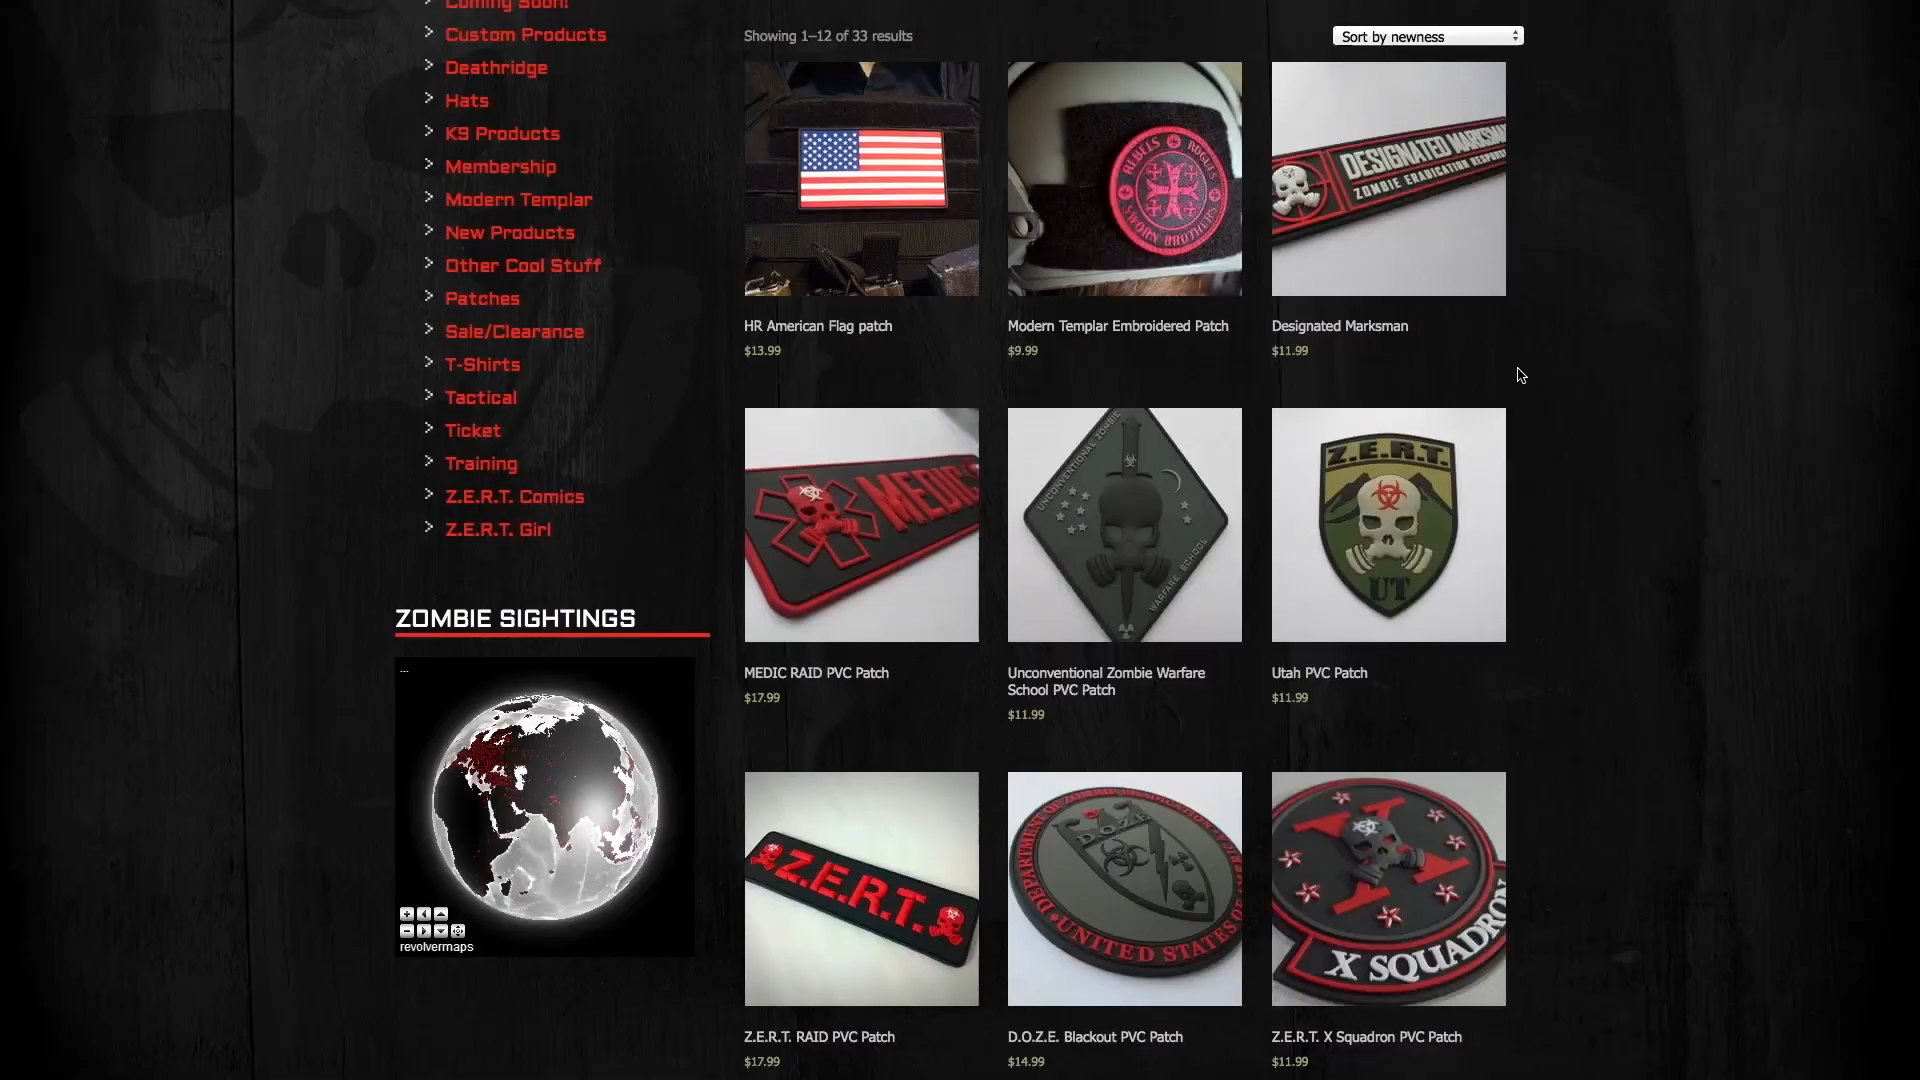 Coming Soon!
Custom Products
Deathridge
Hats
K9 Products
Membership
Modern Templar
New Products
Other Cool Stuff
Patches
Sale/Clearance
T-Shirts
Tactical
Ticket
Training
Z.E.R.T. Comics
Z.E.R.T. Girl
ZOMBIE SIGHTINGS
---
revolvermaps
Showing 1–12 of 33 results
Sort by newness
REBELS ROGUES
SWORN BROTHERS
DESIGNATED MARKSMAN
ZOMBIE ERADICATION RESPONSE
HR American Flag patch
$13.99
Modern Templar Embroidered Patch
$9.99
Designated Marksman
$11.99
MEDIC
UNCONVENTIONAL ZOMBIE
WARFARE SCHOOL
Z.E.R.T.
UT
MEDIC RAID PVC Patch
$17.99
Unconventional Zombie Warfare
School PVC Patch
$11.99
Utah PVC Patch
$11.99
Z.E.R.T.
DEPARTMENT OF ZOMBIE
D.O.Z.E.
UNITED STATES OF
X
X SQUADRON
Z.E.R.T. RAID PVC Patch
$17.99
D.O.Z.E. Blackout PVC Patch
$14.99
Z.E.R.T. X Squadron PVC Patch
$11.99